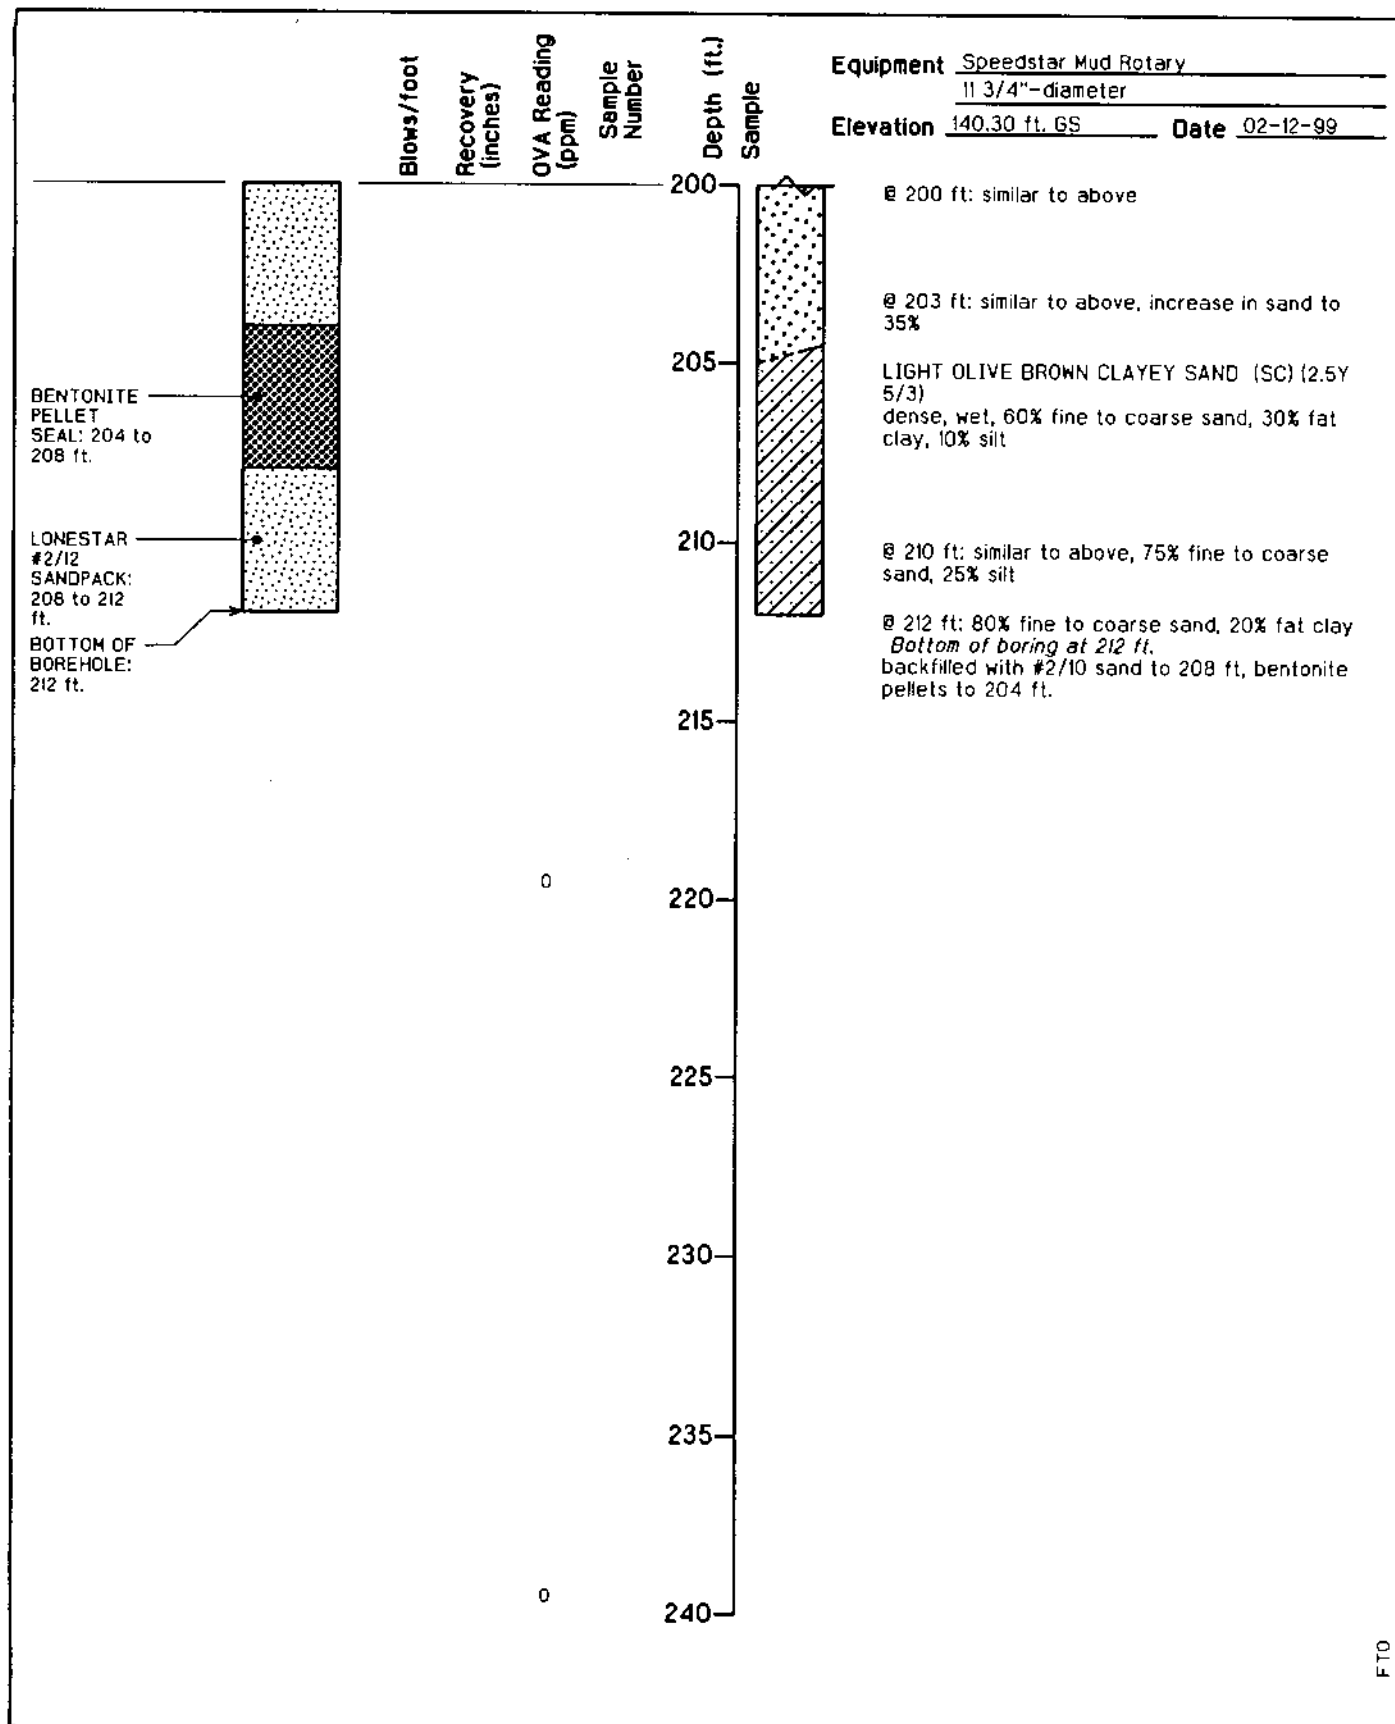 Blows/foot
Recovery
(inches)
OVA Reading
(ppm)
Sample
Number
Depth (ft.)
Sample
Equipment Speedstar Mud Rotary
11 3/4"-diameter
Elevation 140.30 ft. GS Date 02-12-99
200
@ 200 ft: similar to above
@ 203 ft: similar to above, increase in sand to
35%
205
LIGHT OLIVE BROWN CLAYEY SAND (SC) (2.5Y
5/3)
dense, wet, 60% fine to coarse sand, 30% fat
clay, 10% silt
BENTONITE
PELLET
SEAL: 204 to
208 ft.
LONESTAR
#2/12
SANDPACK:
208 to 212
ft.
BOTTOM OF
BOREHOLE:
212 ft.
210
@ 210 ft: similar to above, 75% fine to coarse
sand, 25% silt
@ 212 ft: 80% fine to coarse sand, 20% fat clay
Bottom of boring at 212 ft.
backfilled with #2/10 sand to 208 ft, bentonite
pellets to 204 ft.
215
0
220
225
230
235
0
240
FTO